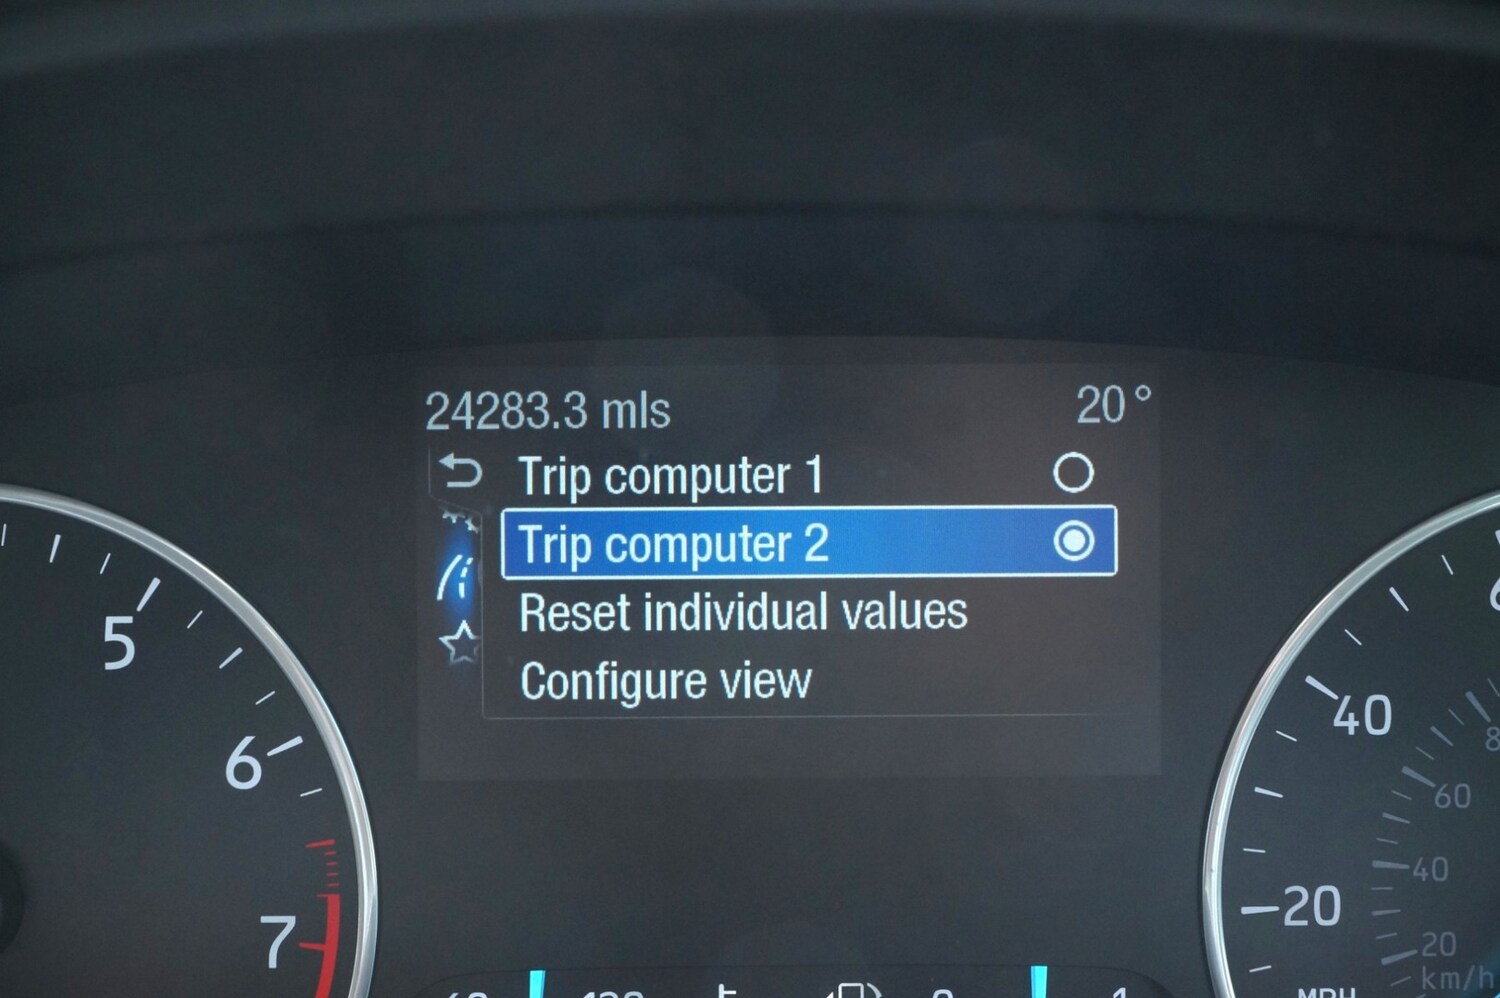 24283.3 mls 20°
Trip computer 1
Trip computer 2
Reset individual values
Configure view
5
6
7
40
20
60
40
20
km/h
MPH